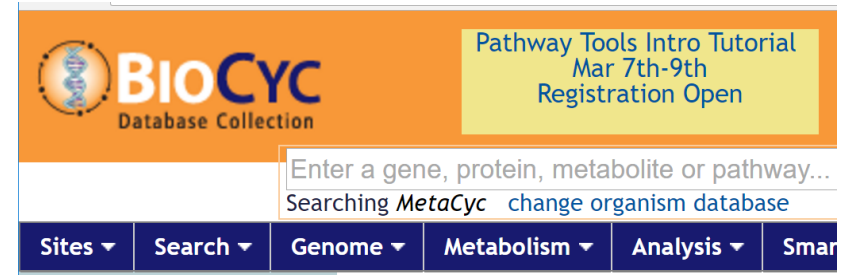 BioCyc
Database Collection
Pathway Tools Intro Tutorial
Mar 7th-9th
Registration Open
Enter a gene, protein, metabolite or pathway...
Searching MetaCyc change organism database
Sites ▾ Search ▾ Genome ▾ Metabolism ▾ Analysis ▾ Smar